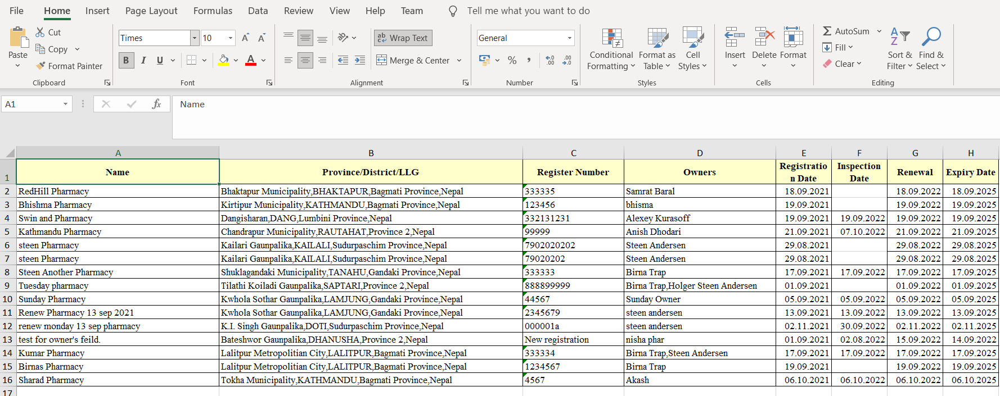 File Home Insert Page Layout Formulas Data Review View Help Team Tell me what you want to do
Paste
Cut
Copy
Format Painter
Clipboard
Times 10 A A
B I U A
Font
ab c Wrap Text
Merge & Center
Alignment
General
% , .0 .00 .00 .0
Number
Conditional Formatting
Format as Table
Cell Styles
Styles
Insert Delete Format
Cells
AutoSum
Fill
Clear
Sort & Filter
Find & Select
Editing
A1 fx Name
A B C D E F G H
1 Name Province/District/LLG Register Number Owners Registration Date Inspection Date Renewal Expiry Date
2 RedHill Pharmacy Bhaktapur Municipality,BHAKTAPUR,Bagmati Province,Nepal 333335 Samrat Baral 18.09.2021 18.09.2022 18.09.2025
3 Bhishma Pharmacy Kirtipur Municipality,KATHMANDU,Bagmati Province,Nepal 123456 bhisma 19.09.2021 19.09.2022 19.09.2025
4 Swin and Pharmacy Dangisharan,DANG,Lumbini Province,Nepal 332131231 Alexey Kurasoff 19.09.2021 19.09.2022 19.09.2022 19.09.2025
5 Kathmandu Pharmacy Chandrapur Municipality,RAUTAHAT,Province 2,Nepal 99999 Anish Dhodari 21.09.2021 07.10.2022 21.09.2022 21.09.2025
6 steen Pharmacy Kailari Gaunpalika,KAILALI,Sudurpaschim Province,Nepal 7902020202 Steen Andersen 29.08.2021 29.08.2022 29.08.2025
7 steen Pharmacy Kailari Gaunpalika,KAILALI,Sudurpaschim Province,Nepal 79020202 Steen Andersen 29.08.2021 29.08.2022 29.08.2025
8 Steen Another Pharmacy Shuklagandaki Municipality,TANAHU,Gandaki Province,Nepal 333333 Birna Trap 17.09.2021 17.09.2022 17.09.2022 17.09.2025
9 Tuesday pharmacy Tilathi Koiladi Gaunpalika,SAPTARI,Province 2,Nepal 888899999 Birna Trap,Holger Steen Andersen 01.09.2021 01.09.2022 01.09.2025
10 Sunday Pharmacy Kwhola Sothar Gaunpalika,LAMJUNG,Gandaki Province,Nepal 44567 Sunday Owner 05.09.2021 05.09.2022 05.09.2022 05.09.2025
11 Renew Pharmacy 13 sep 2021 Kwhola Sothar Gaunpalika,LAMJUNG,Gandaki Province,Nepal 2345679 steen andersen 13.09.2021 13.09.2022 13.09.2022 13.09.2025
12 renew monday 13 sep pharmacy K.I. Singh Gaunpalika,DOTI,Sudurpaschim Province,Nepal 000001a steen andersen 02.11.2021 30.09.2022 02.11.2022 02.11.2025
13 test for owner's feild. Bateshwor Gaunpalika,DHANUSHA,Province 2,Nepal New registration nisha phar 01.09.2021 02.08.2022 15.09.2022 14.09.2022
14 Kumar Pharmacy Lalitpur Metropolitian City,LALITPUR,Bagmati Province,Nepal 333334 Birna Trap,Steen Andersen 17.09.2021 17.09.2022 17.09.2022 17.09.2025
15 Birnas Pharmacy Lalitpur Metropolitian City,LALITPUR,Bagmati Province,Nepal 1234567 Birna Trap 19.09.2021 19.09.2022 19.09.2025
16 Sharad Pharmacy Tokha Municipality,KATHMANDU,Bagmati Province,Nepal 4567 Akash 06.10.2021 06.10.2022 06.10.2022 06.10.2025
17